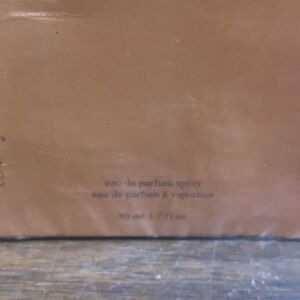 eau de parfum spray
eau de parfum à vaporiser
50 ml 1.7 fl oz